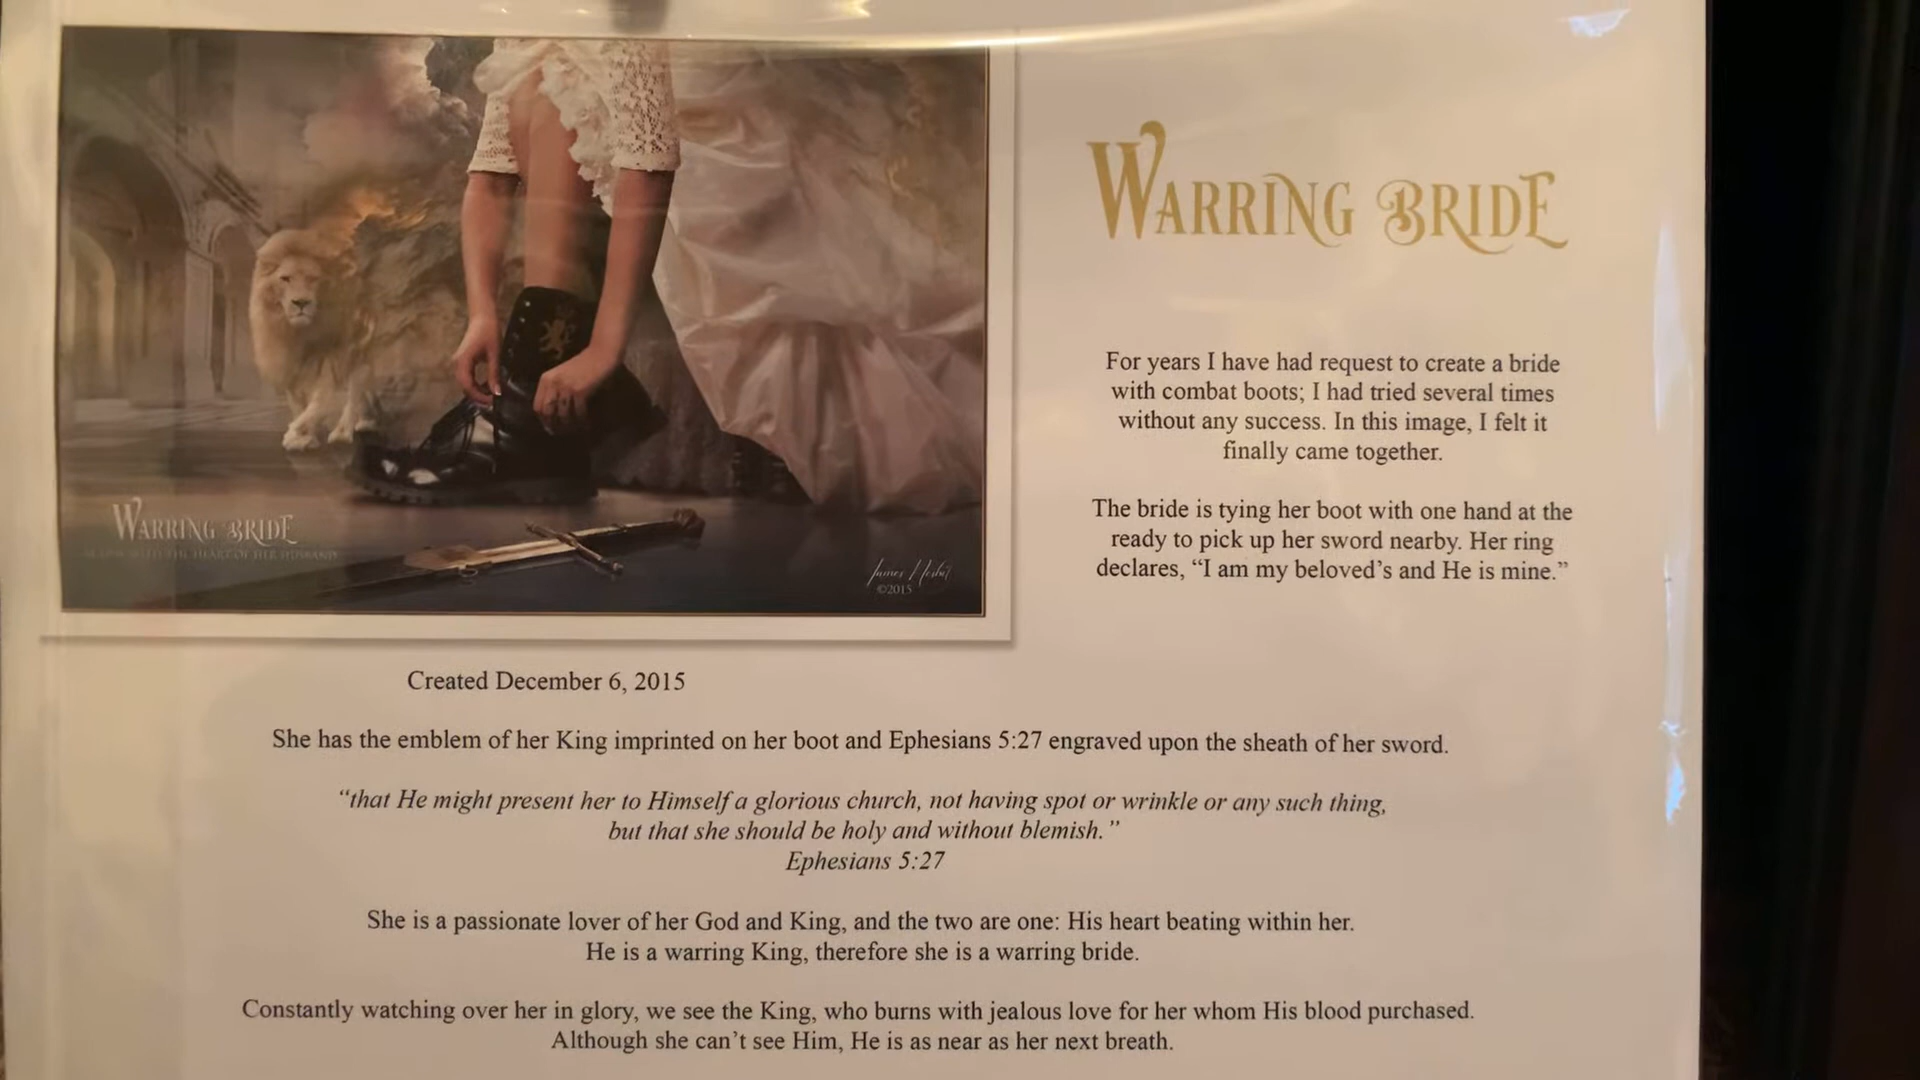 WARRING BRIDE
For years I have had request to create a bride
with combat boots; I had tried several times
without any success. In this image, I felt it
finally came together.
The bride is tying her boot with one hand at the
ready to pick up her sword nearby. Her ring
declares, “I am my beloved’s and He is mine.”
WARRING BRIDE
THE HEART OF HER HUSBAND
James Nesbit
©2015
Created December 6, 2015
She has the emblem of her King imprinted on her boot and Ephesians 5:27 engraved upon the sheath of her sword.
“that He might present her to Himself a glorious church, not having spot or wrinkle or any such thing,
but that she should be holy and without blemish.”
Ephesians 5:27
She is a passionate lover of her God and King, and the two are one: His heart beating within her.
He is a warring King, therefore she is a warring bride.
Constantly watching over her in glory, we see the King, who burns with jealous love for her whom His blood purchased.
Although she can’t see Him, He is as near as her next breath.